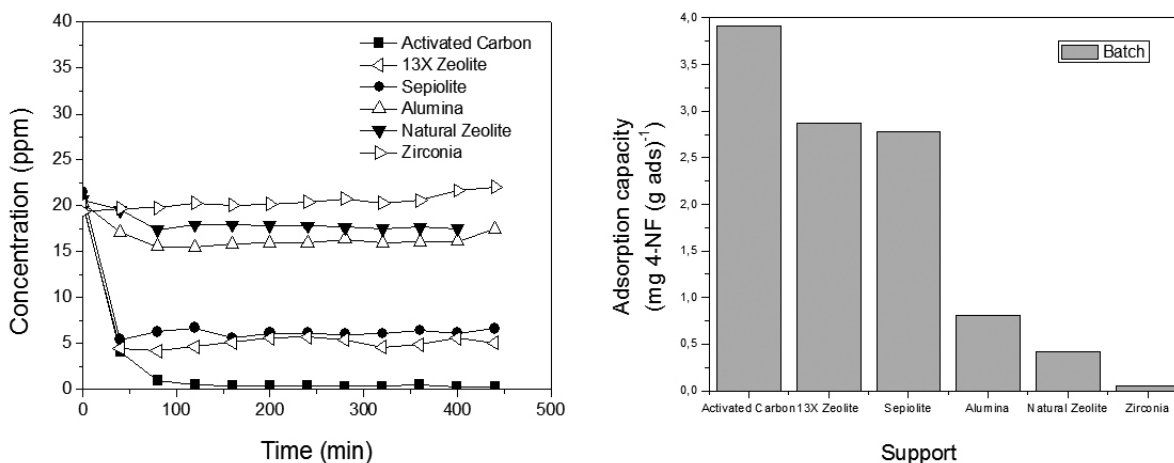 40
35
30
25
20
15
10
5
0
Concentration (ppm)
Activated Carbon
13X Zeolite
Sepiolite
Alumina
Natural Zeolite
Zirconia
0 100 200 300 400 500
Time (min)
4,0
3,5
3,0
2,5
2,0
1,5
1,0
0,5
0,0
Adsorption capacity
(mg 4-NF (g ads)⁻¹
Batch
Activated Carbon 13X Zeolite Sepiolite Alumina Natural Zeolite Zirconia
Support